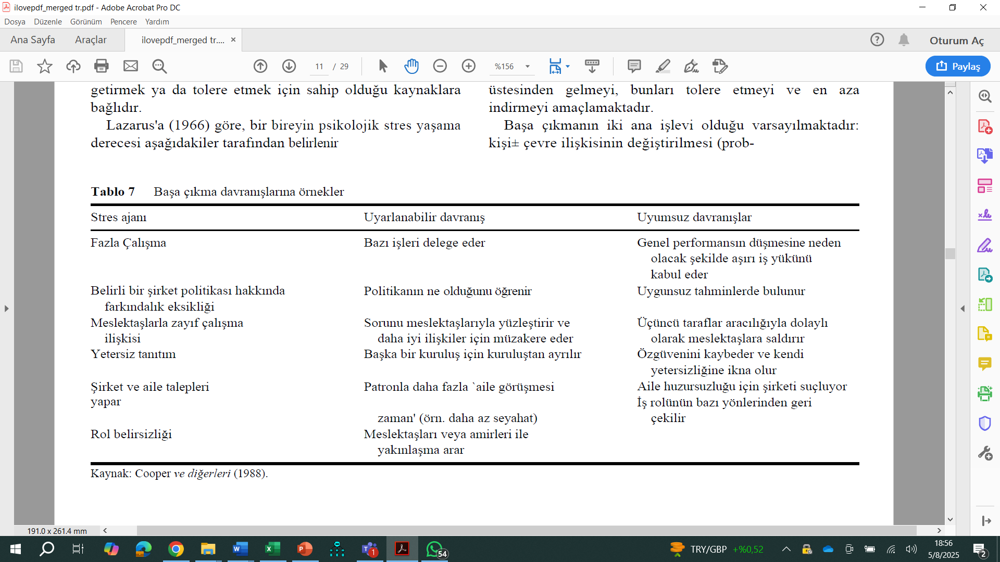 ilovepdf_merged tr.pdf - Adobe Acrobat Pro DC
Dosya Düzenle Görünüm Pencere Yardım
Ana Sayfa Araçlar ilovepdf_merged tr.... × Oturum Aç
11 / 29 %156 Paylaş
getirmek ya da tolere etmek için sahip olduğu kaynaklara
bağlıdır.
Lazarus'a (1966) göre, bir bireyin psikolojik stres yaşama
derecesi aşağıdakiler tarafından belirlenir
üstesinden gelmeyi, bunları tolere etmeyi ve en aza
indirmeyi amaçlamaktadır.
Başa çıkmanın iki ana işlevi olduğu varsayılmaktadır:
kişi± çevre ilişkisinin değiştirilmesi (prob-
Tablo 7 Başa çıkma davranışlarına örnekler
Stres ajanı Uyarlanabilir davranış Uyumsuz davranışlar
Fazla Çalışma Bazı işleri delege eder Genel performansın düşmesine neden
olacak şekilde aşırı iş yükünü
kabul eder
Belirli bir şirket politikası hakkında Politikanın ne olduğunu öğrenir Uygunsuz tahminlerde bulunur
farkındalık eksikliği
Meslektaşlarla zayıf çalışma Sorunu meslektaşlarıyla yüzleştirir ve Üçüncü taraflar aracılığıyla dolaylı
ilişkisi daha iyi ilişkiler için müzakere eder olarak meslektaşlara saldırır
Yetersiz tanıtım Başka bir kuruluş için kuruluştan ayrılır Özgüvenini kaybeder ve kendi
yetersizliğine ikna olur
Şirket ve aile talepleri Patronla daha fazla `aile görüşmesi Aile huzursuzluğu için şirketi suçluyor
yapar İş rolünün bazı yönlerinden geri
zaman' (örn. daha az seyahat) çekilir
Rol belirsizliği Meslektaşları veya amirleri ile
yakınlaşma arar
Kaynak: Cooper ve diğerleri (1988).
191.0 x 261.4 mm
1 54 TRY/GBP +%0,52 18:56
5/8/2025 2